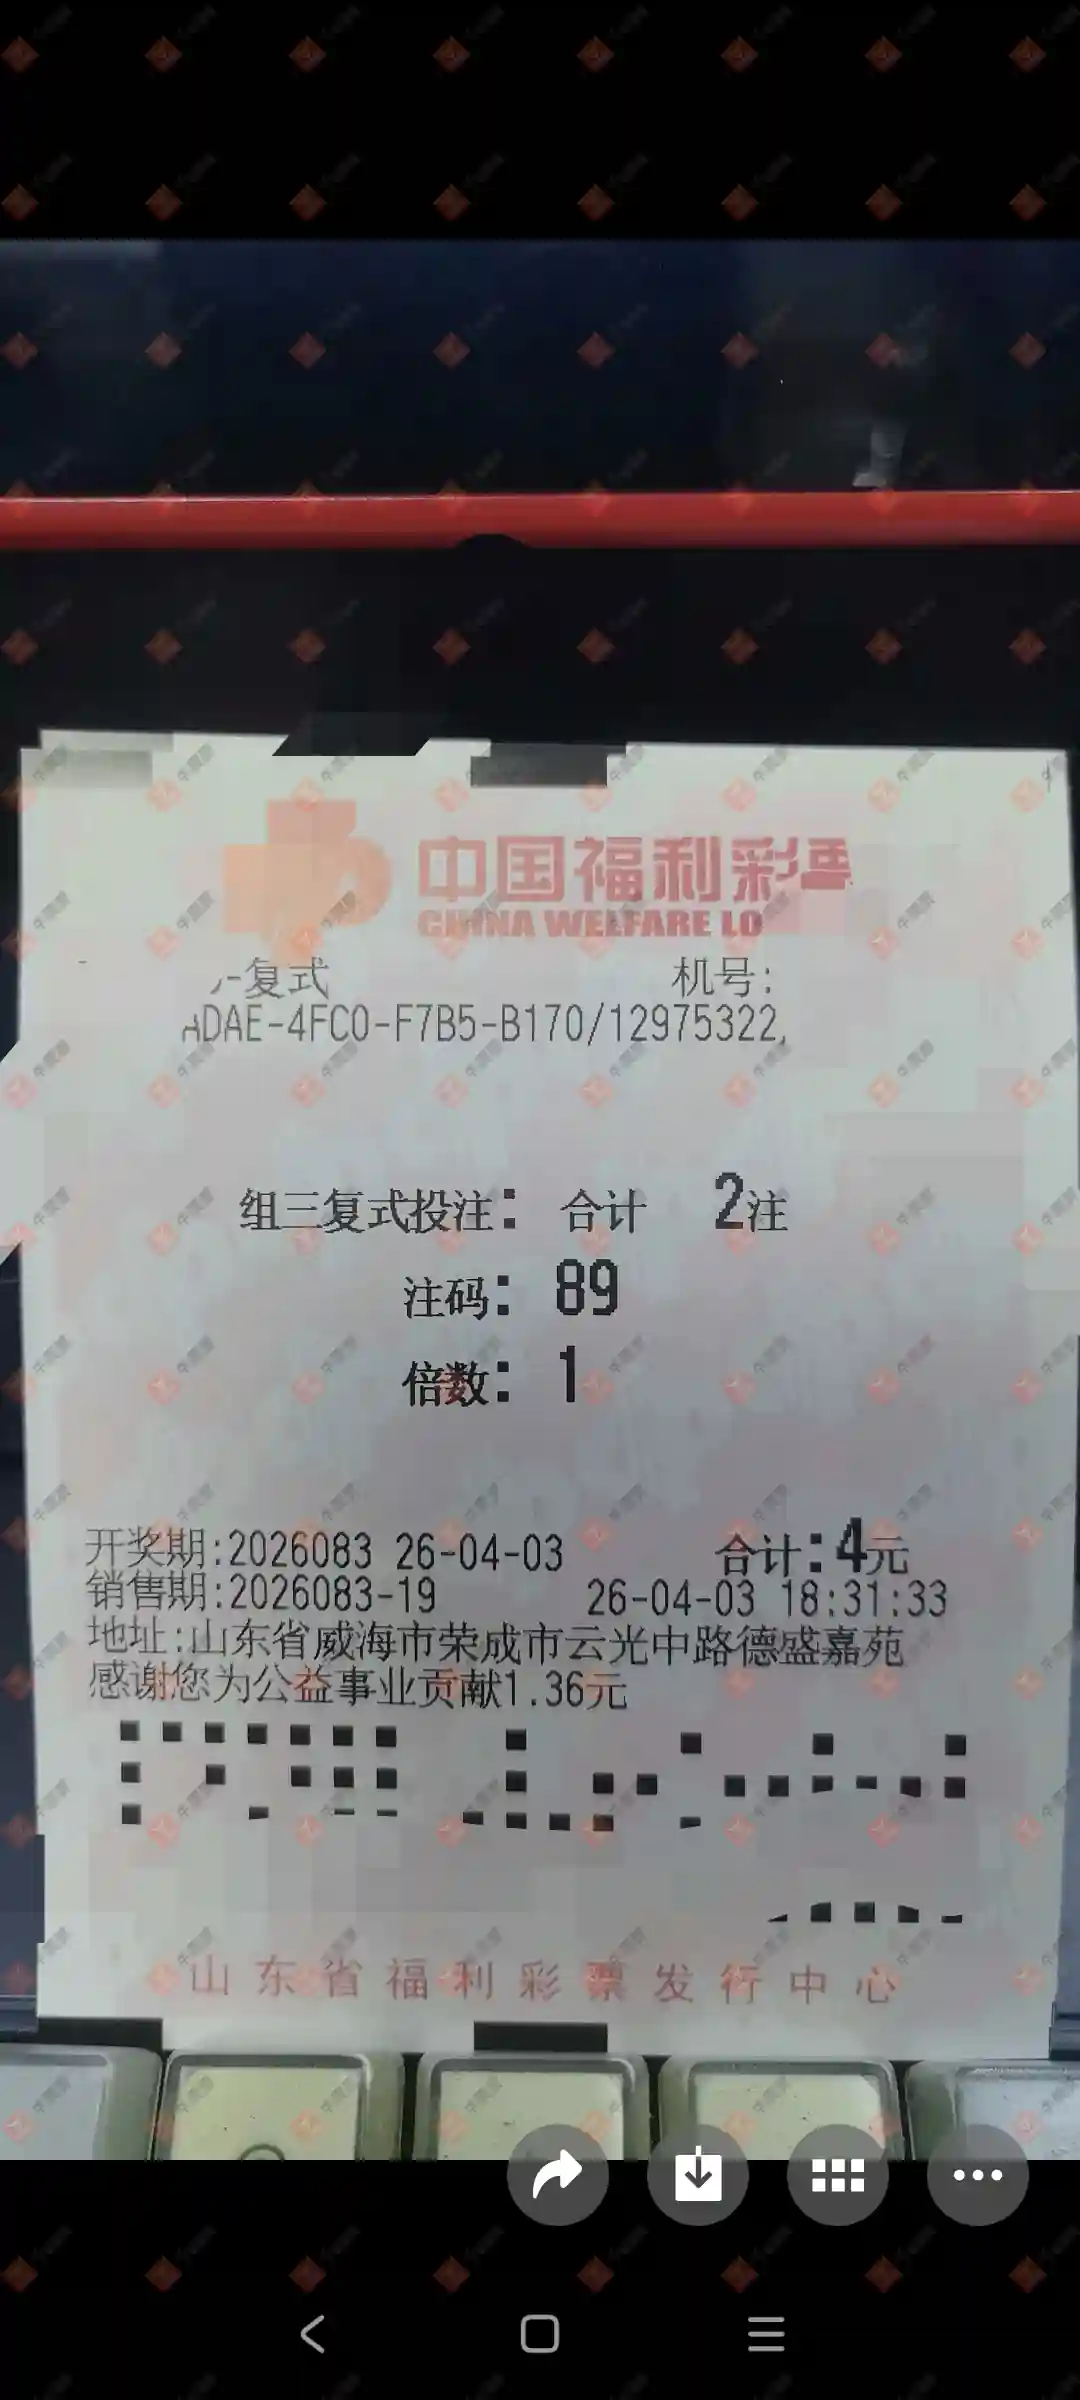 中国福利彩票
CHINA WELFARE LO
-复式 机号:
ADAE-4FC0-F7B5-B170/12975322,
组三复式投注: 合计 2注
注码: 89
倍数: 1
开奖期:2026083 26-04-03 合计:4元
销售期:2026083-19 26-04-03 18:31:33
地址:山东省威海市荣成市云光中路德盛嘉苑
感谢您为公益事业贡献1.36元
山东省福利彩票发行中心